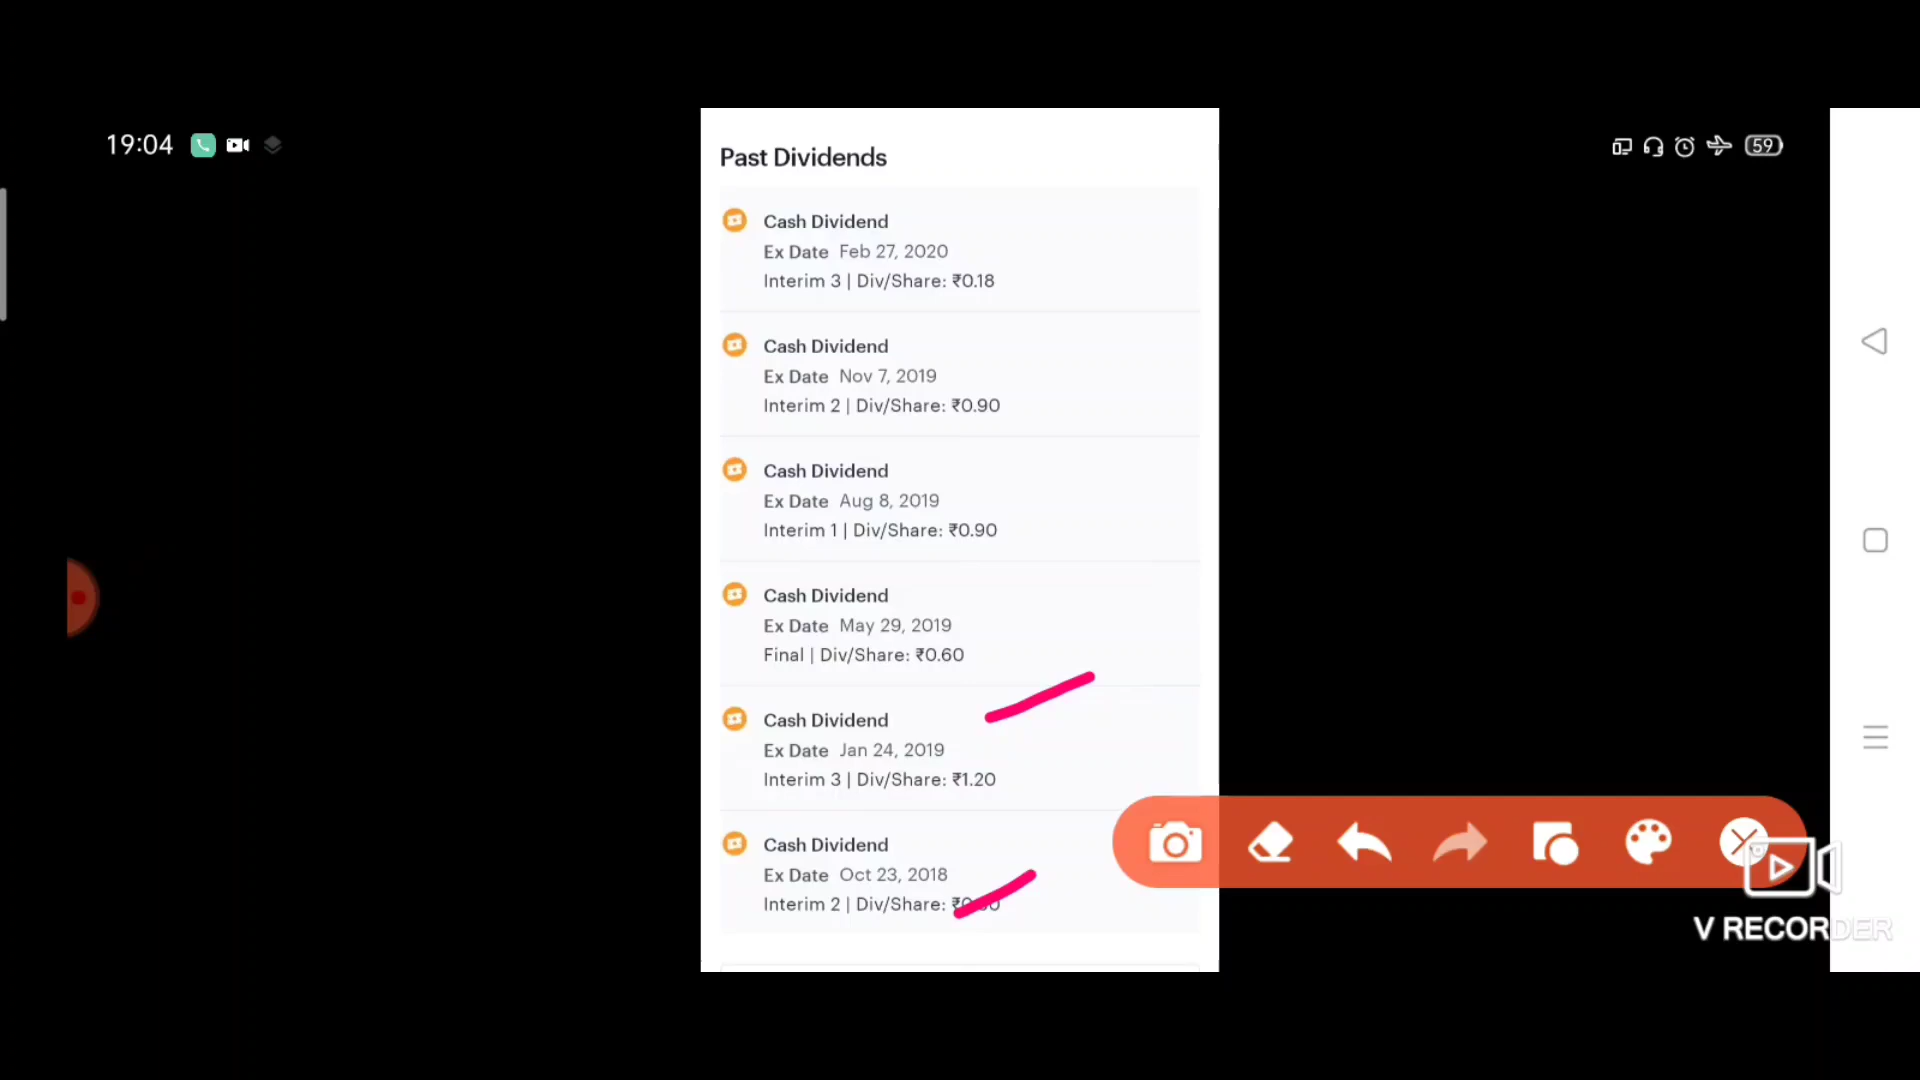 19:04
59
Past Dividends
Cash Dividend
Ex Date Feb 27, 2020
Interim 3 | Div/Share: ₹0.18
Cash Dividend
Ex Date Nov 7, 2019
Interim 2 | Div/Share: ₹0.90
Cash Dividend
Ex Date Aug 8, 2019
Interim 1 | Div/Share: ₹0.90
Cash Dividend
Ex Date May 29, 2019
Final | Div/Share: ₹0.60
Cash Dividend
Ex Date Jan 24, 2019
Interim 3 | Div/Share: ₹1.20
Cash Dividend
Ex Date Oct 23, 2018
Interim 2 | Div/Share:
V RECORDER